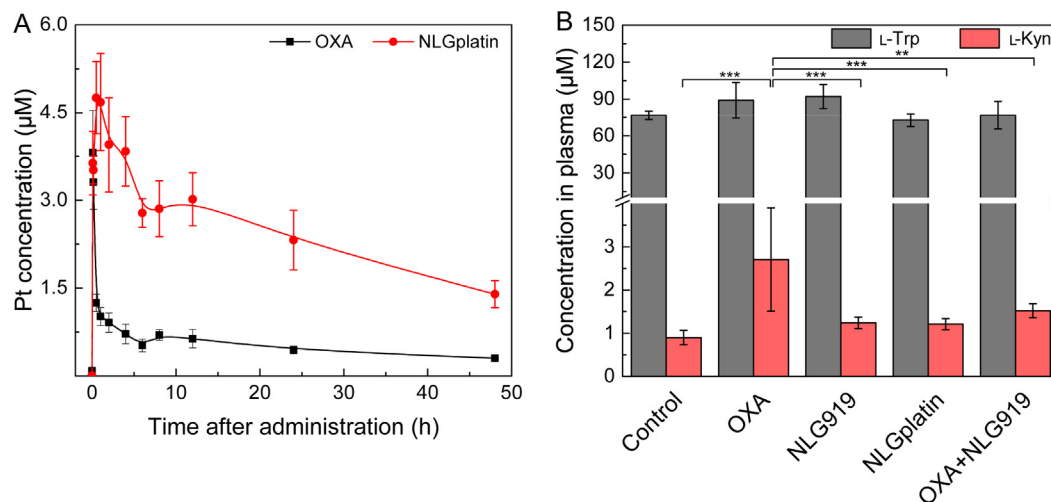 A
OXA
NLGplatin
6.0
4.5
3.0
1.5
Pt concentration (μM)
0
10
20
30
40
50
Time after administration (h)
B
L-Trp
L-Kyn
**
***
***
***
150
120
90
60
3
2
1
0
Concentration in plasma (μM)
Control
OXA
NLG919
NLGplatin
OXA+NLG919